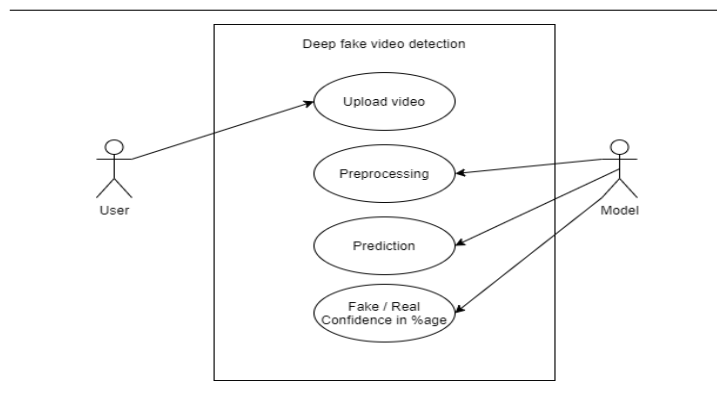 Deep fake video detection
Upload video
Preprocessing
User
Model
Prediction
Fake / Real
Confidence in %age